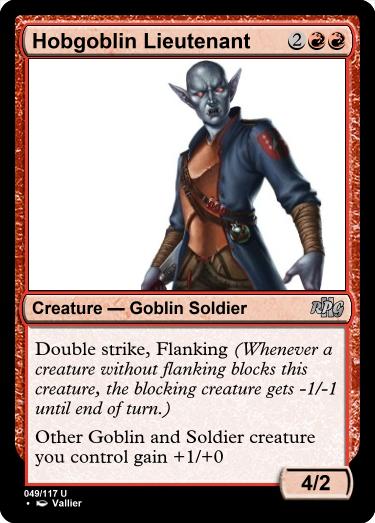 Hobgoblin Lieutenant 2
Creature — Goblin Soldier RPG
Double strike, Flanking (Whenever a
creature without flanking blocks this
creature, the blocking creature gets -1/-1
until end of turn.)
Other Goblin and Soldier creature
you control gain +1/+0
4/2
049/117 U
• Vallier